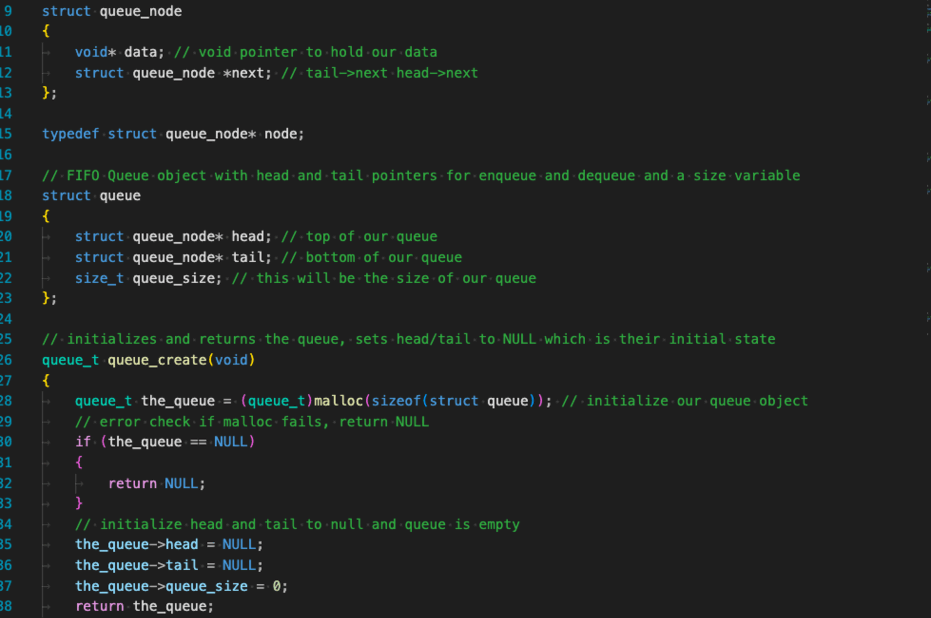 9 struct queue_node
10 {
11 void* data; // void pointer to hold our data
12 struct queue_node *next; // tail->next head->next
13 };
14
15 typedef struct queue_node* node;
16
17 // FIFO Queue object with head and tail pointers for enqueue and dequeue and a size variable
18 struct queue
19 {
20 struct queue_node* head; // top of our queue
21 struct queue_node* tail; // bottom of our queue
22 size_t queue_size; // this will be the size of our queue
23 };
24
25 // initializes and returns the queue, sets head/tail to NULL which is their initial state
26 queue_t queue_create(void)
27 {
28 queue_t the_queue = (queue_t)malloc(sizeof(struct queue)); // initialize our queue object
29 // error check if malloc fails, return NULL
30 if (the_queue == NULL)
31 {
32 return NULL;
33 }
34 // initialize head and tail to null and queue is empty
35 the_queue->head = NULL;
36 the_queue->tail = NULL;
37 the_queue->queue_size = 0;
38 return the_queue;